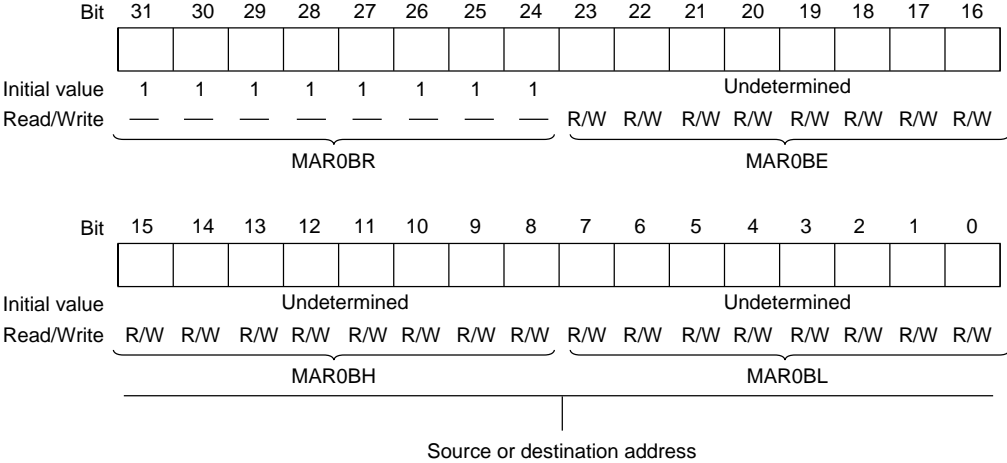 Bit 31 30 29 28 27 26 25 24 23 22 21 20 19 18 17 16
Initial value 1 1 1 1 1 1 1 1 Undetermined
Read/Write — — — — — — — — R/W R/W R/W R/W R/W R/W R/W R/W
MAR0BR MAR0BE
Bit 15 14 13 12 11 10 9 8 7 6 5 4 3 2 1 0
Initial value Undetermined Undetermined
Read/Write R/W R/W R/W R/W R/W R/W R/W R/W R/W R/W R/W R/W R/W R/W R/W R/W
MAR0BH MAR0BL
Source or destination address